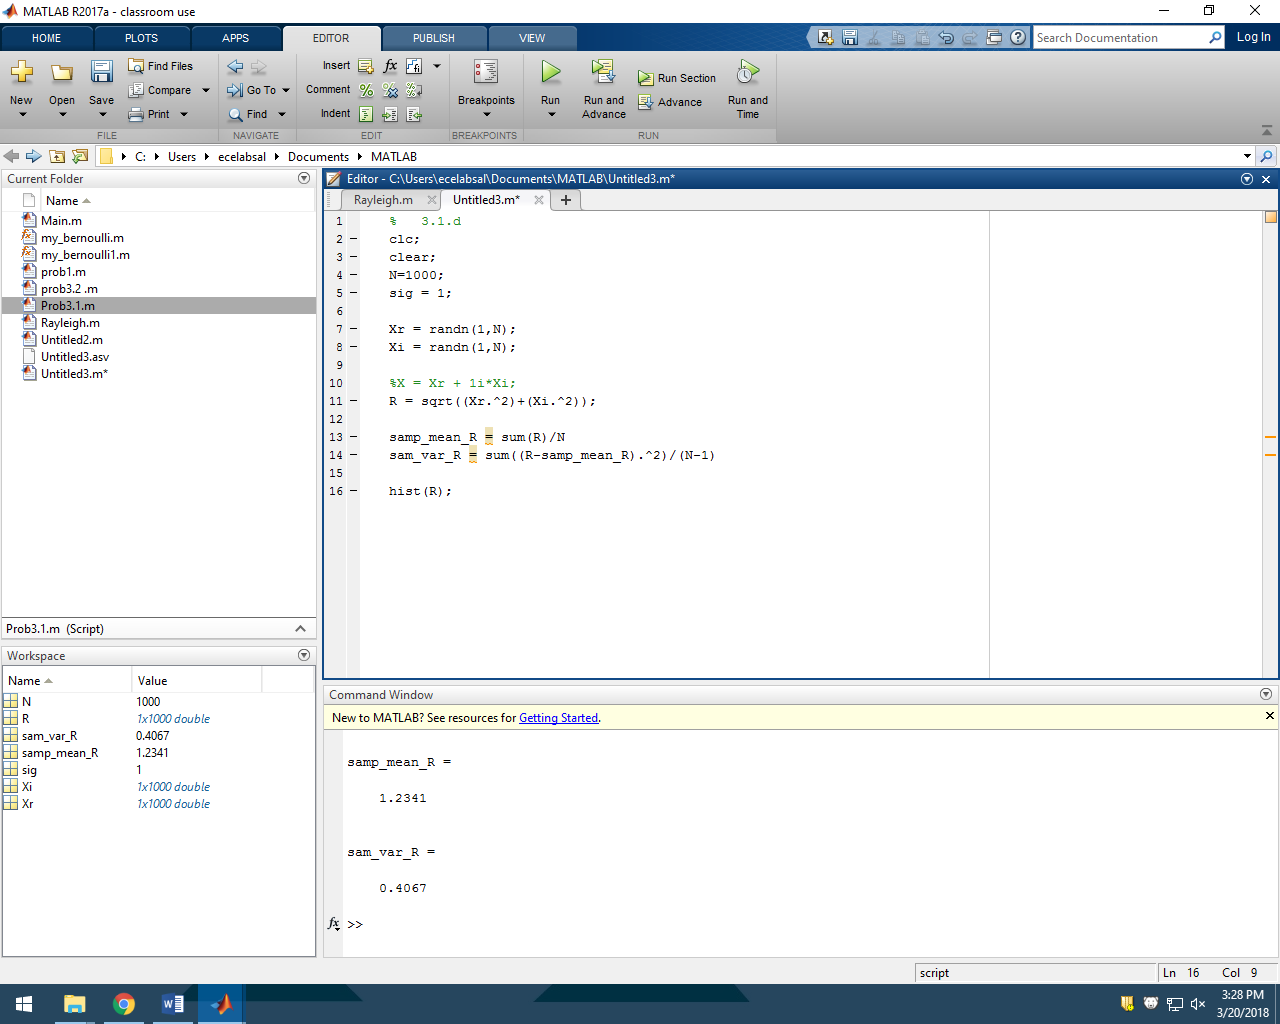 MATLAB R2017a - classroom use
HOME PLOTS APPS EDITOR PUBLISH VIEW
Search Documentation
Log In
New
Open
Save
Find Files
Compare
Print
FILE
Go To
Find
NAVIGATE
Insert
Comment
Indent
EDIT
Breakpoints
BREAKPOINTS
Run
Run and Advance
Run Section
Advance
Run and Time
RUN
C: Users ecelabsal Documents MATLAB
Current Folder
Name
Main.m
my_bernoulli.m
my_bernoulli1.m
prob1.m
prob3.2 .m
Prob3.1.m
Rayleigh.m
Untitled2.m
Untitled3.asv
Untitled3.m*
Prob3.1.m (Script)
Workspace
Name Value
N 1000
R 1x1000 double
sam_var_R 0.4067
samp_mean_R 1.2341
sig 1
Xi 1x1000 double
Xr 1x1000 double
Editor - C:\Users\ecelabsal\Documents\MATLAB\Untitled3.m*
Rayleigh.m Untitled3.m* +
1 % 3.1.d
2 clc;
3 clear;
4 N=1000;
5 sig = 1;
6
7 Xr = randn(1,N);
8 Xi = randn(1,N);
9
10 %X = Xr + 1i*Xi;
11 R = sqrt((Xr.^2)+(Xi.^2));
12
13 samp_mean_R = sum(R)/N
14 sam_var_R = sum((R-samp_mean_R).^2)/(N-1)
15
16 hist(R);
Command Window
New to MATLAB? See resources for Getting Started.
samp_mean_R =
1.2341
sam_var_R =
0.4067
fx >>
script Ln 16 Col 9
3:28 PM
3/20/2018